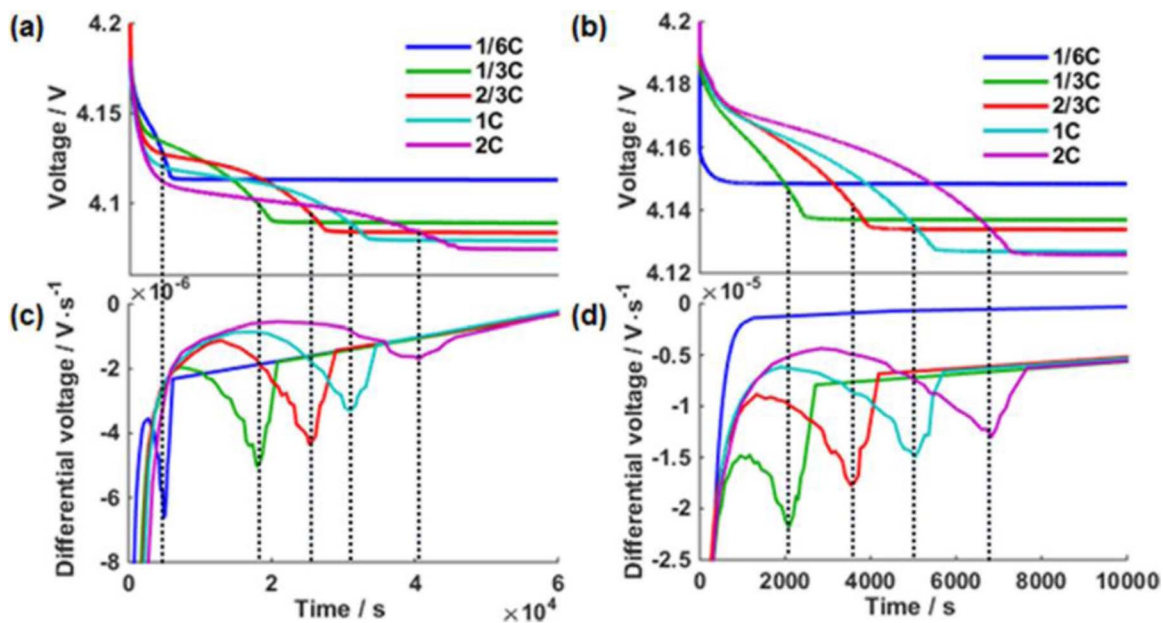 (a)
4.2
4.15
4.1
Voltage / V
1/6C
1/3C
2/3C
1C
2C
(b)
4.2
4.18
4.16
4.14
4.12
Voltage / V
1/6C
1/3C
2/3C
1C
2C
(c)
×10⁻⁶
0
-2
-4
-6
-8
Differential voltage / V·s⁻¹
0
2
4
6
Time / s
×10⁴
(d)
×10⁻⁵
0
-0.5
-1
-1.5
-2
-2.5
Differential voltage / V·s⁻¹
0
2000
4000
6000
8000
10000
Time / s